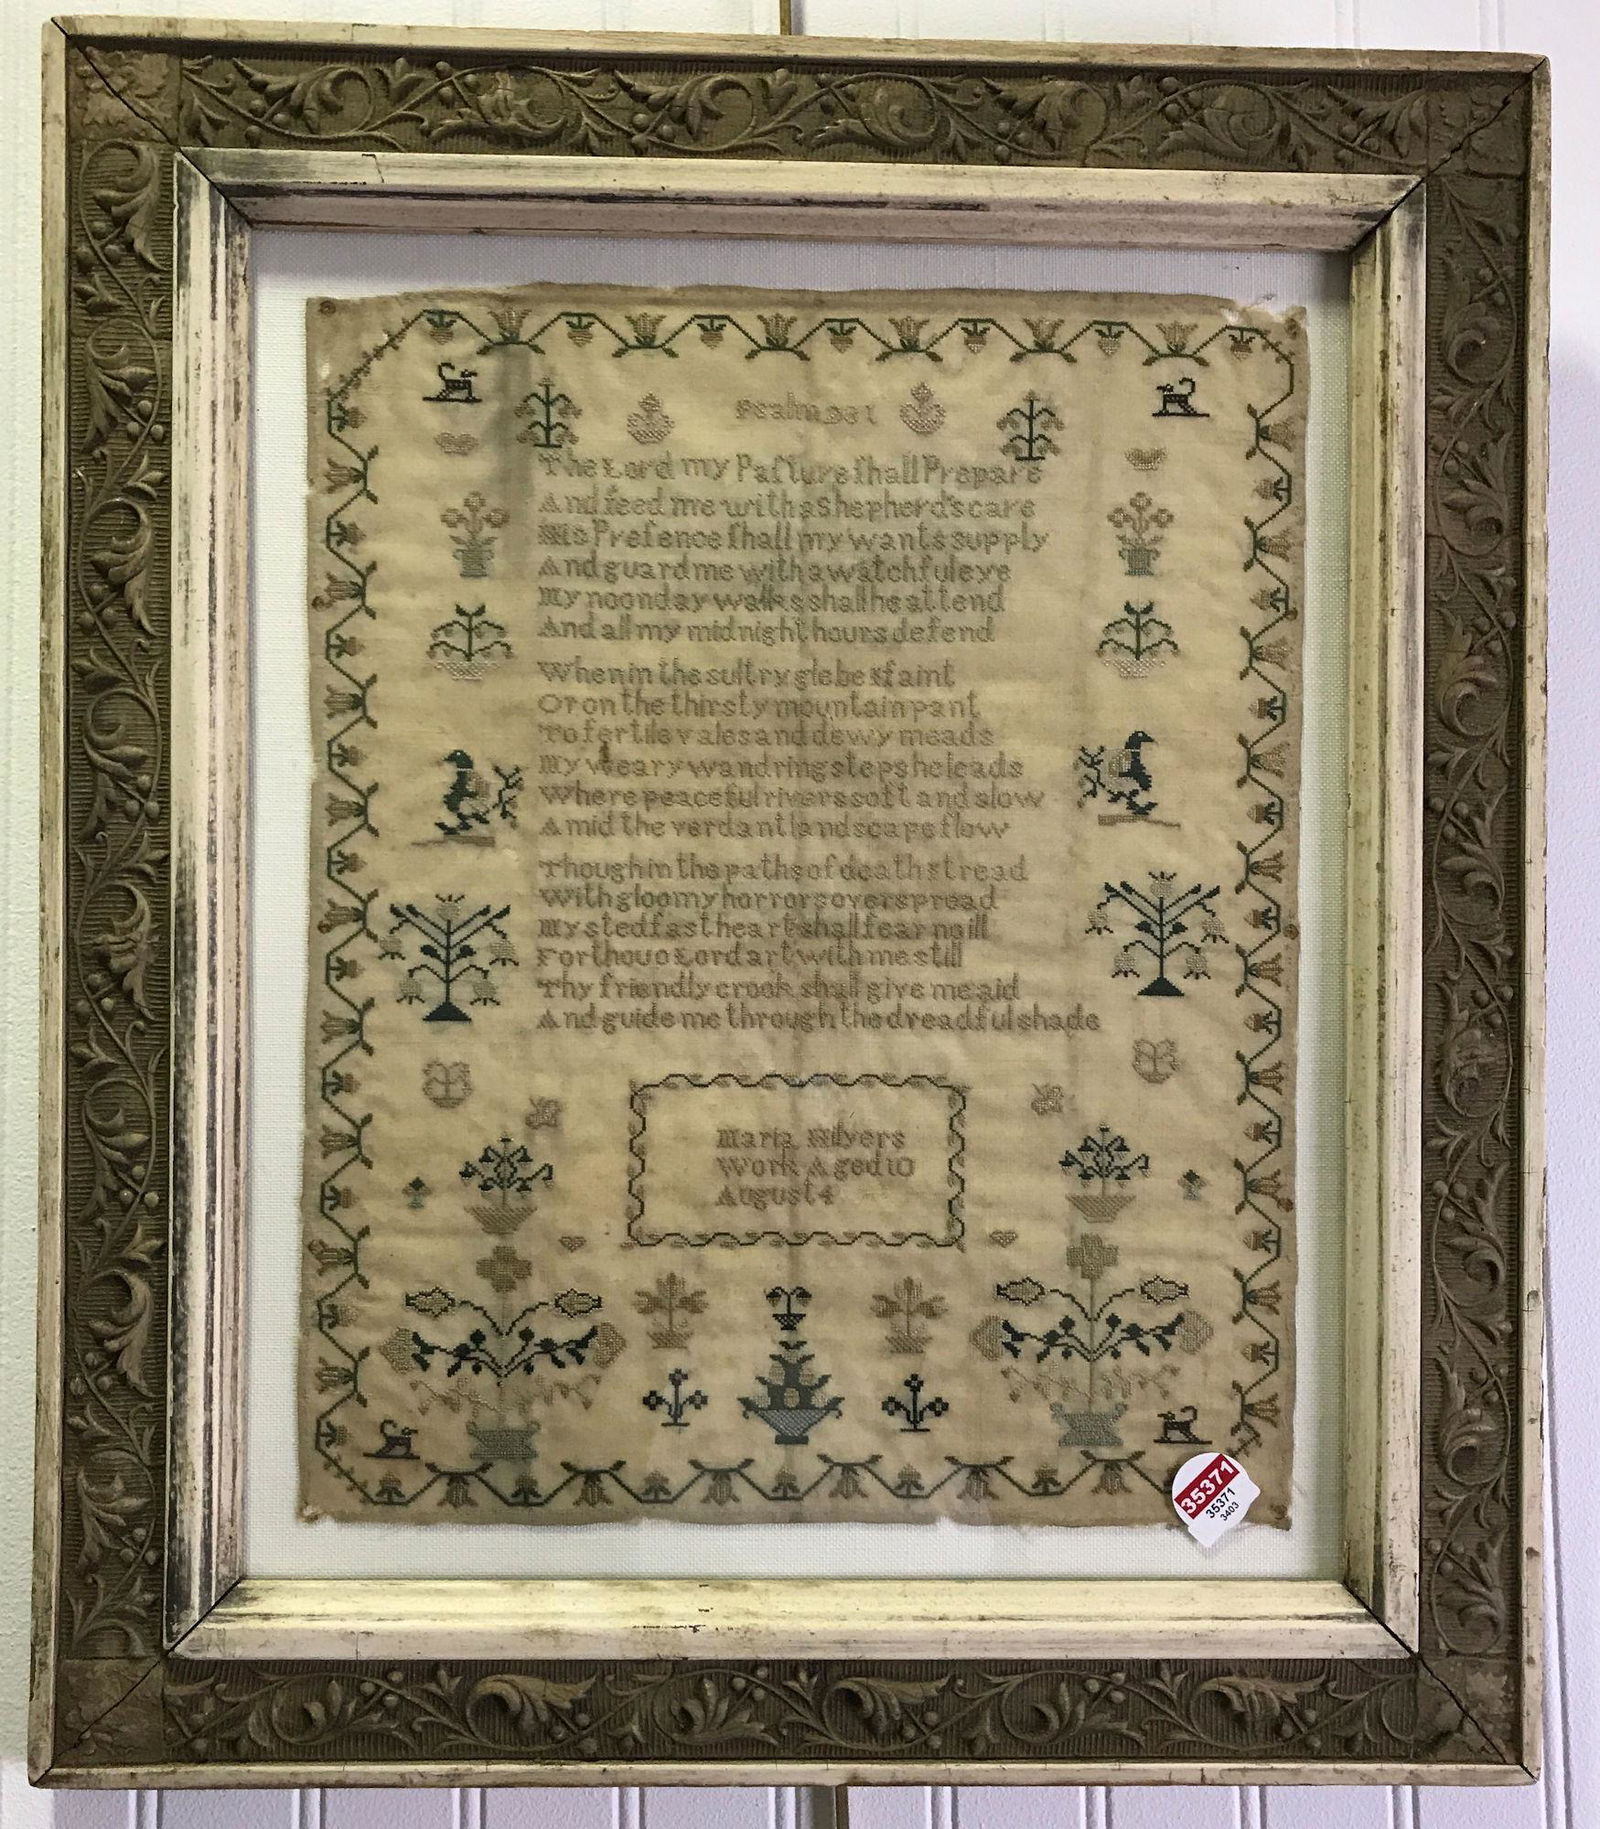 Psalm 23
The Lord my Paſture ſhall Prepare
And feed me with a Shepherd's care
His Preſence ſhall my wants supply
And guard me with a watchful eye
My noonday walks shall he attend
And all my midnight hours defend
When in the sultry glebe I faint
Or on the thirsty mountain pant
To fertile vales and dewy meads
My weary wandring steps he leads
Where peaceful rivers soft and slow
Amid the verdant landscape flow
Though in the paths of death I tread
With gloomy horrors overspread
My stedfast heart shall fear no ill
For thou o Lord art with me still
Thy friendly crook shall give me aid
And guide me through the dreadful shade
Maria Hilyers
Work Aged 10
August 4
35371
35371
3403